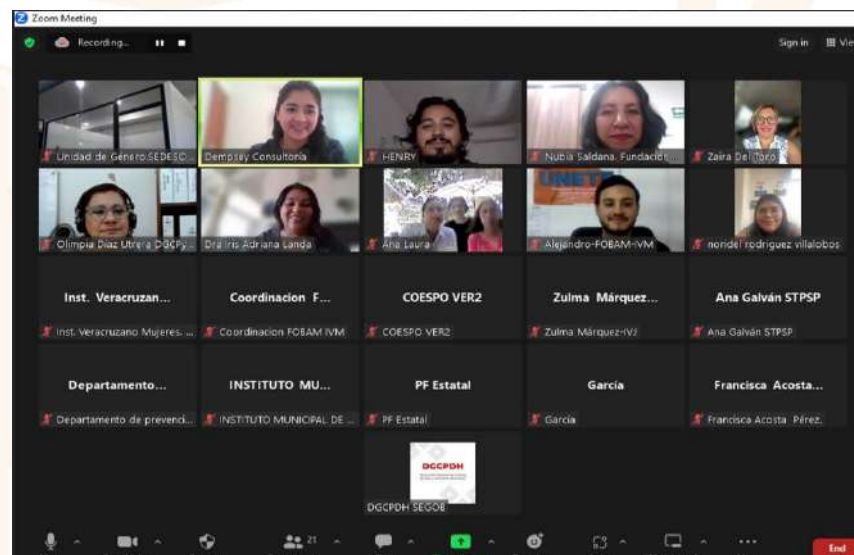 Zoom Meeting
Recording...
Sign in
View
Unidad de Género SEDESO...
Dempsey Consultoria
HENRY
Nubia Saldana. Fundación
Zaira Del Toro
UNETE
Olimpia Díaz Utrera DGCPy...
Dra Iris Adriana Landa
Ana Laura
Alejandro-FOBAM-IVM
noridel rodriguez villalobos
Inst. Veracruzan...
Coordinacion F...
COESPO VER2
Zulma Márquez...
Ana Galván STPSP
Inst. Veracruzano Mujeres. ...
Coordinacion FOBAM IVM
COESPO VER2
Zulma Márquez-IVJ
Ana Galván STPSP
Departamento...
INSTITUTO MU...
PF Estatal
García
Francisca Acosta...
Departamento de prevenci...
INSTITUTO MUNICIPAL DE ...
PF Estatal
García
Francisca Acosta Pérez.
DGCPDH
DGCPDH SEGOB
21
End